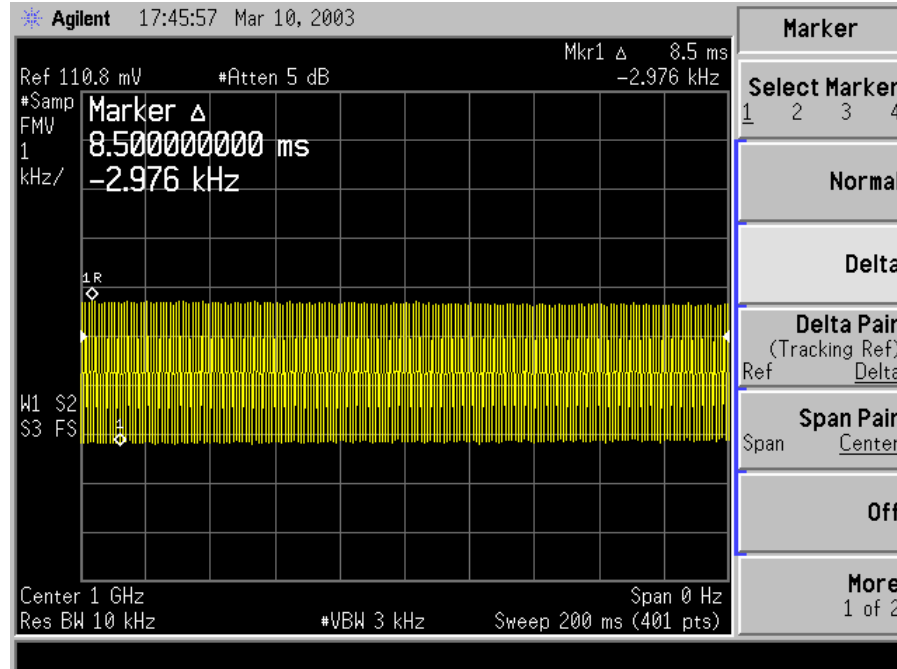 Agilent 17:45:57 Mar 10, 2003
Mkr1 Δ 8.5 ms
Ref 110.8 mV #Atten 5 dB -2.976 kHz
#Samp
FMV
1
kHz/
Marker Δ
8.500000000 ms
-2.976 kHz
1R
1
W1 S2
S3 FS
Center 1 GHz Span 0 Hz
Res BW 10 kHz #VBW 3 kHz Sweep 200 ms (401 pts)
Marker
Select Marker
1 2 3 4
Normal
Delta
Delta Pair
(Tracking Ref)
Ref Delta
Span Pair
Span Center
Off
More
1 of 2